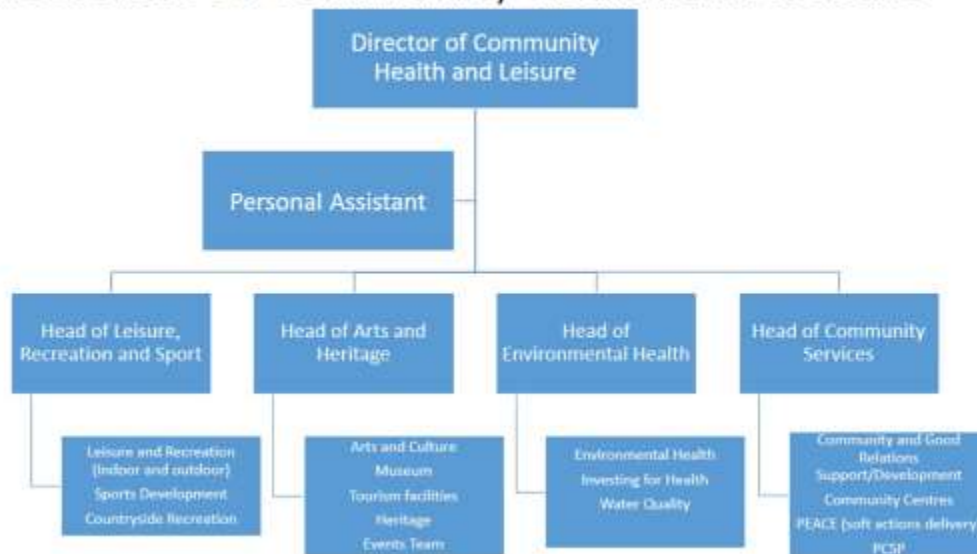 Director of Community
Health and Leisure
Personal Assistant
Head of Leisure,
Recreation and Sport
Head of Arts and
Heritage
Head of
Environmental Health
Head of Community
Services
Leisure and Recreation
(Indoor and outdoor)
Sports Development
Countryside Recreation
Arts and Culture
Museum
Tourism facilities
Heritage
Events Team
Environmental Health
Investing for Health
Water Quality
Community and Good
Relations
Support/Development
Community Centres
PEACE (soft actions delivery
PCSP